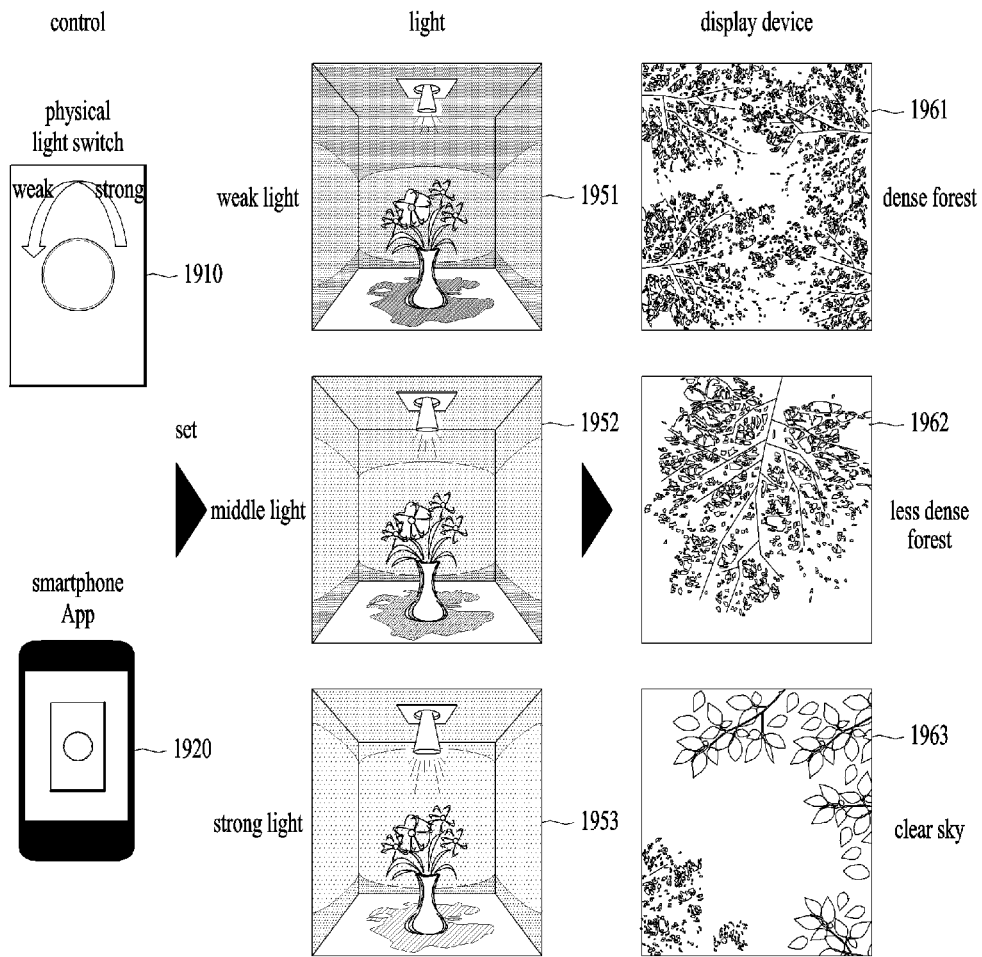 control
light
display device
physical
light switch
weak
strong
1910
weak light
1951
1961
dense forest
set
middle light
1952
1962
less dense
forest
smartphone
App
1920
strong light
1953
1963
clear sky